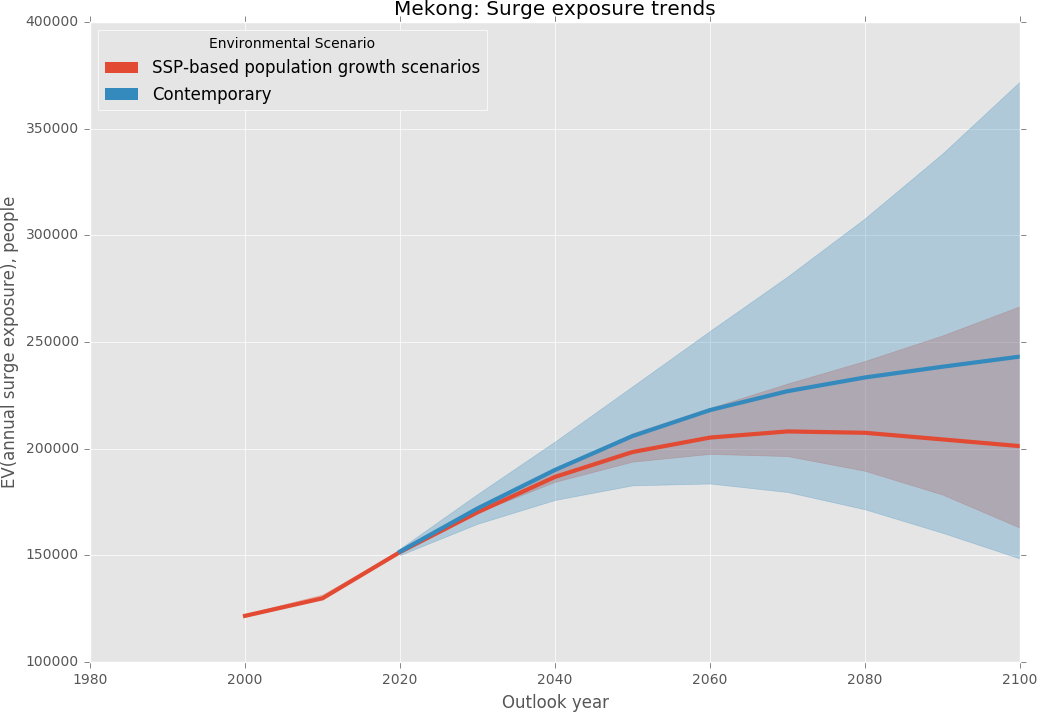 Mekong: Surge exposure trends
400000
350000
300000
250000
200000
150000
100000
EV(annual surge exposure), people
Environmental Scenario
SSP-based population growth scenarios
Contemporary
1980 2000 2020 2040 2060 2080 2100
Outlook year